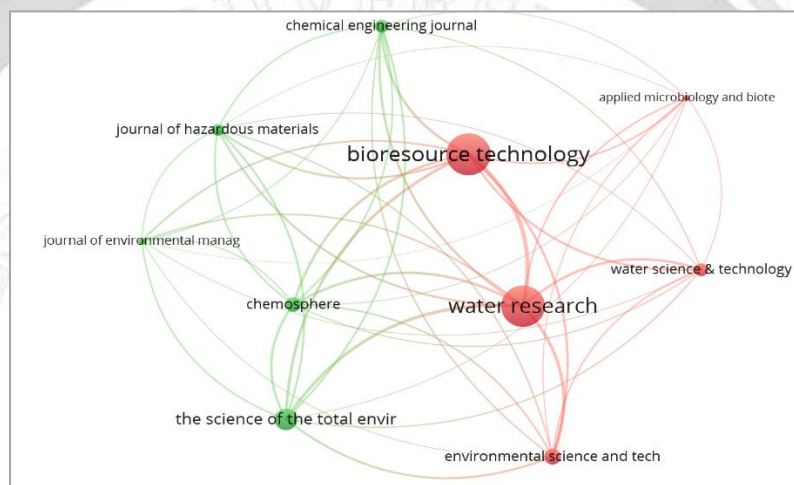 chemical engineering journal
applied microbiology and biote
journal of hazardous materials
bioresource technology
journal of environmental manag
water science & technology
chemosphere
water research
the science of the total envir
environmental science and tech